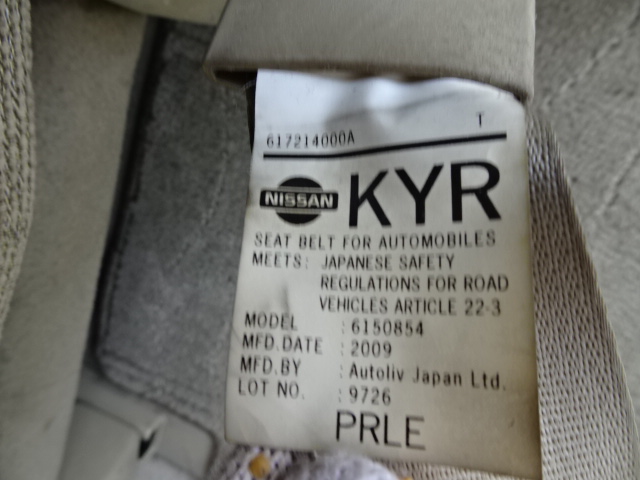 617214000A T
NISSAN KYR
SEAT BELT FOR AUTOMOBILES
MEETS: JAPANESE SAFETY
REGULATIONS FOR ROAD
VEHICLES ARTICLE 22-3
MODEL : 6150854
MFD.DATE : 2009
MFD.BY : Autoliv Japan Ltd.
LOT NO. : 9726
PRLE